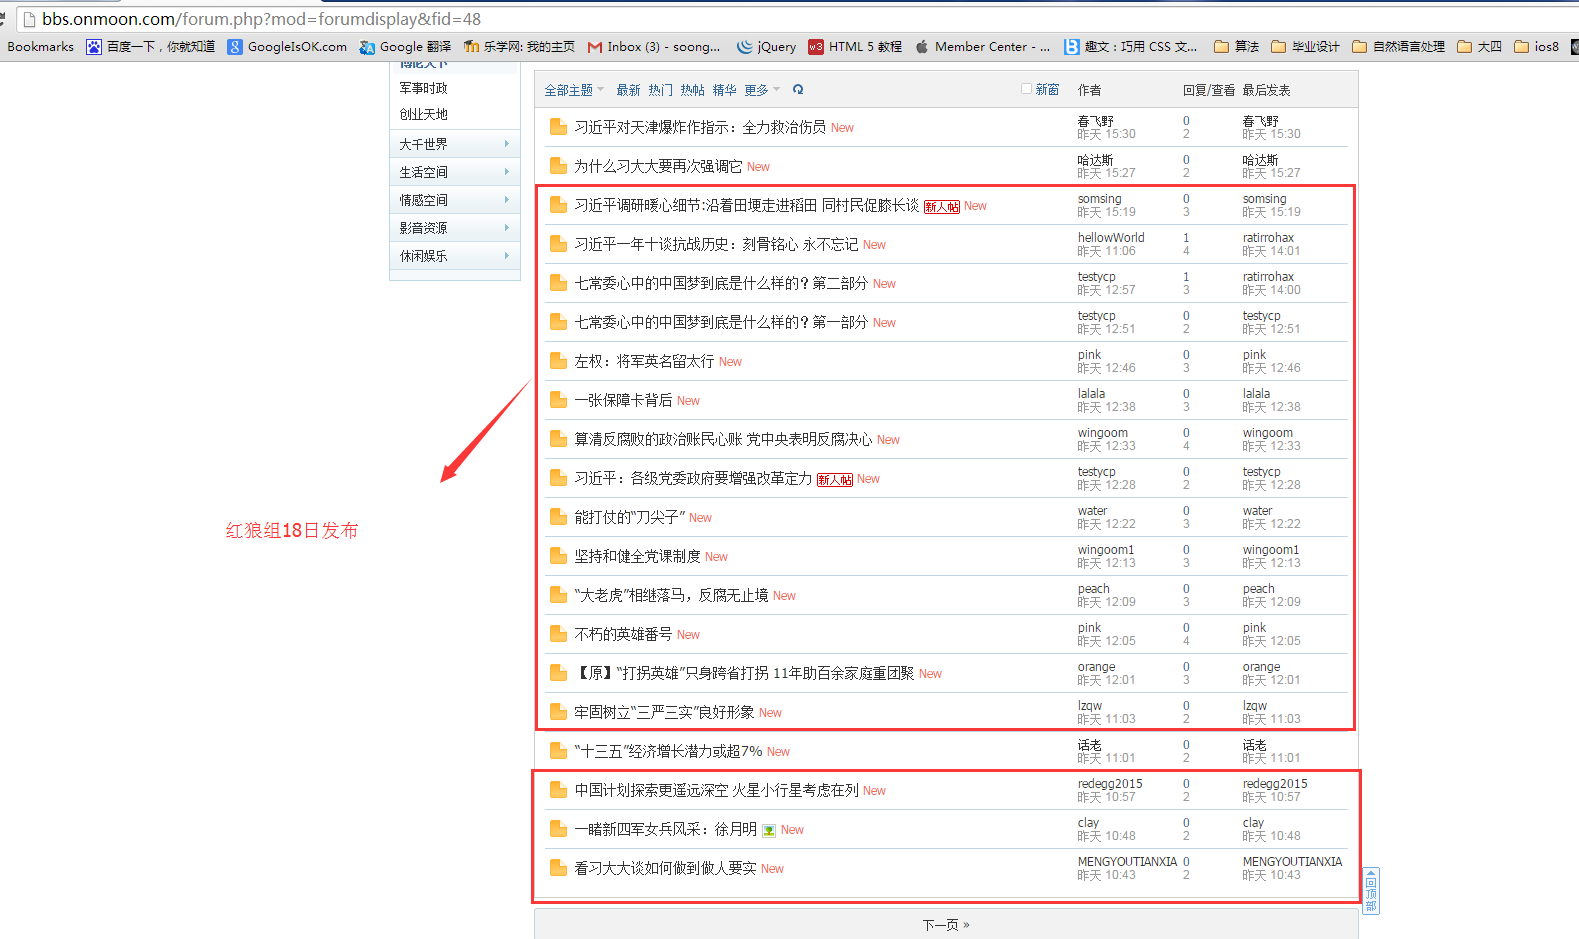 bbs.onmoon.com/forum.php?mod=forumdisplay&fid=48
Bookmarks 百度一下，你就知道 GoogleIsOK.com Google 翻译 乐学网: 我的主页 Inbox (3) - soong... jQuery HTML 5 教程 Member Center - ... 趣文：巧用 CSS 文... 算法 毕业设计 自然语言处理 大四 ios8
博论天下
军事时政
创业天地
大千世界
生活空间
情感空间
影音资源
休闲娱乐
全部主题 最新 热门 热帖 精华 更多 新窗 作者 回复/查看 最后发表
习近平对天津爆炸作指示：全力救治伤员 New 春飞野 0 春飞野
昨天 15:30 2 昨天 15:30
为什么习大大要再次强调它 New 哈达斯 0 哈达斯
昨天 15:27 2 昨天 15:27
习近平调研暖心细节:沿着田埂走进稻田 同村民促膝长谈 新人帖 New somsing 0 somsing
昨天 15:19 3 昨天 15:19
习近平一年十谈抗战历史：刻骨铭心 永不忘记 New hellowWorld 1 ratirrohax
昨天 11:06 4 昨天 14:01
七常委心中的中国梦到底是什么样的？第二部分 New testycp 1 ratirrohax
昨天 12:57 3 昨天 14:00
七常委心中的中国梦到底是什么样的？第一部分 New testycp 0 testycp
昨天 12:51 2 昨天 12:51
左权：将军英名留太行 New pink 0 pink
昨天 12:46 3 昨天 12:46
一张保障卡背后 New lalala 0 lalala
昨天 12:38 3 昨天 12:38
算清反腐败的政治账民心账 党中央表明反腐决心 New wingoom 0 wingoom
昨天 12:33 4 昨天 12:33
习近平：各级党委政府要增强改革定力 新人帖 New testycp 0 testycp
昨天 12:28 2 昨天 12:28
能打仗的“刀尖子” New water 0 water
昨天 12:22 3 昨天 12:22
红狼组18日发布
坚持和健全党课制度 New wingoom1 0 wingoom1
昨天 12:13 3 昨天 12:13
“大老虎”相继落马，反腐无止境 New peach 0 peach
昨天 12:09 3 昨天 12:09
不朽的英雄番号 New pink 0 pink
昨天 12:05 4 昨天 12:05
【原】“打拐英雄”只身跨省打拐 11年助百余家庭重团聚 New orange 0 orange
昨天 12:01 3 昨天 12:01
牢固树立“三严三实”良好形象 New lzqw 0 lzqw
昨天 11:03 2 昨天 11:03
“十三五”经济增长潜力或超7% New 话老 0 话老
昨天 11:01 2 昨天 11:01
中国计划探索更遥远深空 火星小行星考虑在列 New redegg2015 0 redegg2015
昨天 10:57 2 昨天 10:57
一睹新四军女兵风采：徐月明 New clay 0 clay
昨天 10:48 2 昨天 10:48
看习大大谈如何做到做人要实 New MENGYOUTIANXIA 0 MENGYOUTIANXIA
昨天 10:43 2 昨天 10:43
回顶部
下一页 »